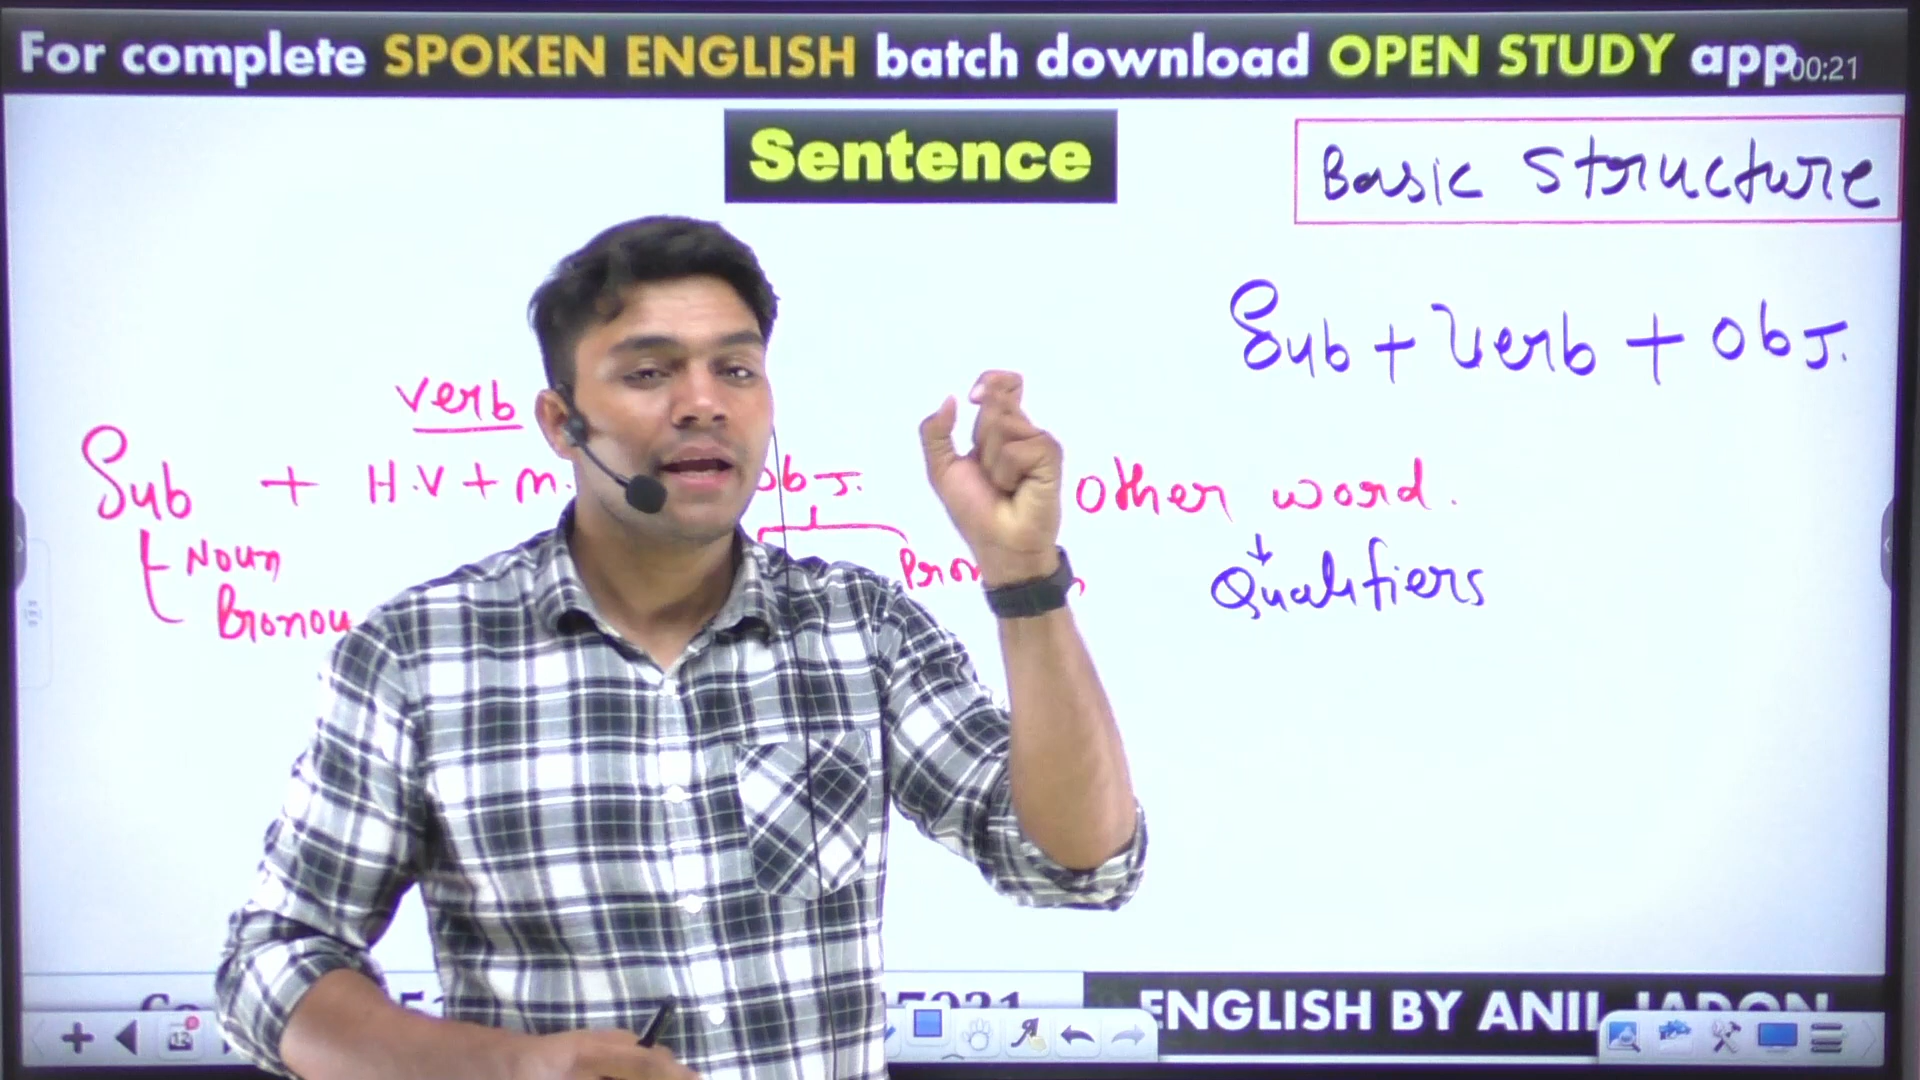 For complete SPOKEN ENGLISH batch download OPEN STUDY app
00:21
Sentence
Basic Structure
Sub + Verb + Obj.
verb
Sub + H.V + m. Obj. Other word.
Noun
Qualifiers
ENGLISH BY ANIL JADON